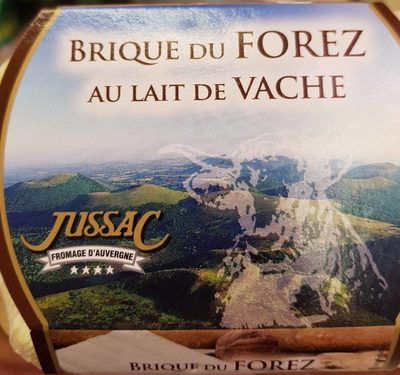 BRIQUE DU FOREZ
AU LAIT DE VACHE
JUSSAC
FROMAGE D'AUVERGNE
BRIQUE DU FOREZ